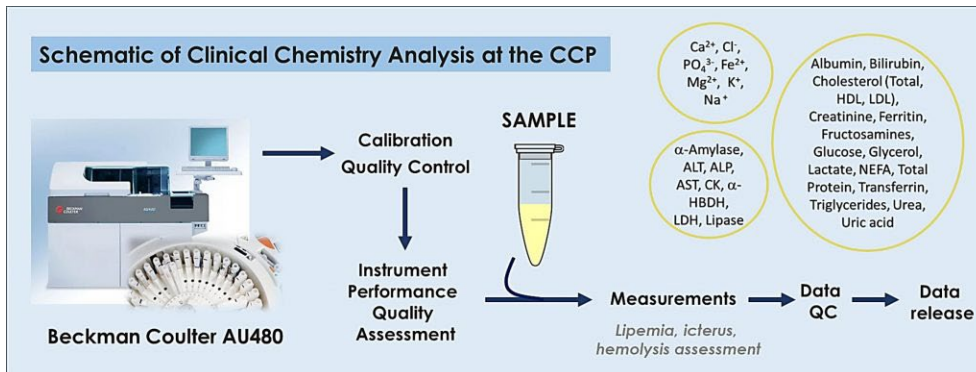 Schematic of Clinical Chemistry Analysis at the CCP
Ca²⁺, Cl⁻,
PO₄³⁻, Fe²⁺,
Mg²⁺, K⁺,
Na⁺
Albumin, Bilirubin,
Cholesterol (Total,
HDL, LDL),
Creatinine, Ferritin,
Fructosamines,
Glucose, Glycerol,
Lactate, NEFA, Total
Protein, Transferrin,
Triglycerides, Urea,
Uric acid
α-Amylase,
ALT, ALP,
AST, CK, α-
HBDH,
LDH, Lipase
SAMPLE
Calibration
Quality Control
BECKMAN
COULTER
Instrument
Performance
Quality
Assessment
Measurements
Lipemia, icterus,
hemolysis assessment
Data
QC
Data
release
Beckman Coulter AU480